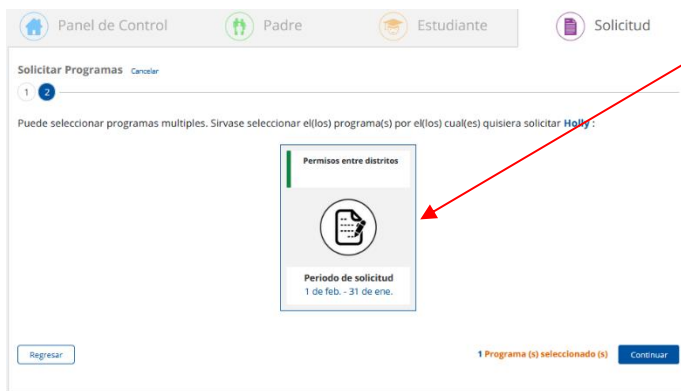 Panel de Control
Padre
Estudiante
Solicitud
Solicitar Programas Cancelar
1 2
Puede seleccionar programas multiples. Sirvase seleccionar el(los) programa(s) por el(los) cual(es) quisiera solicitar Holly :
Permisos entre distritos
Periodo de solicitud
1 de feb. - 31 de ene.
Regresar
1 Programa (s) seleccionado (s)
Continuar